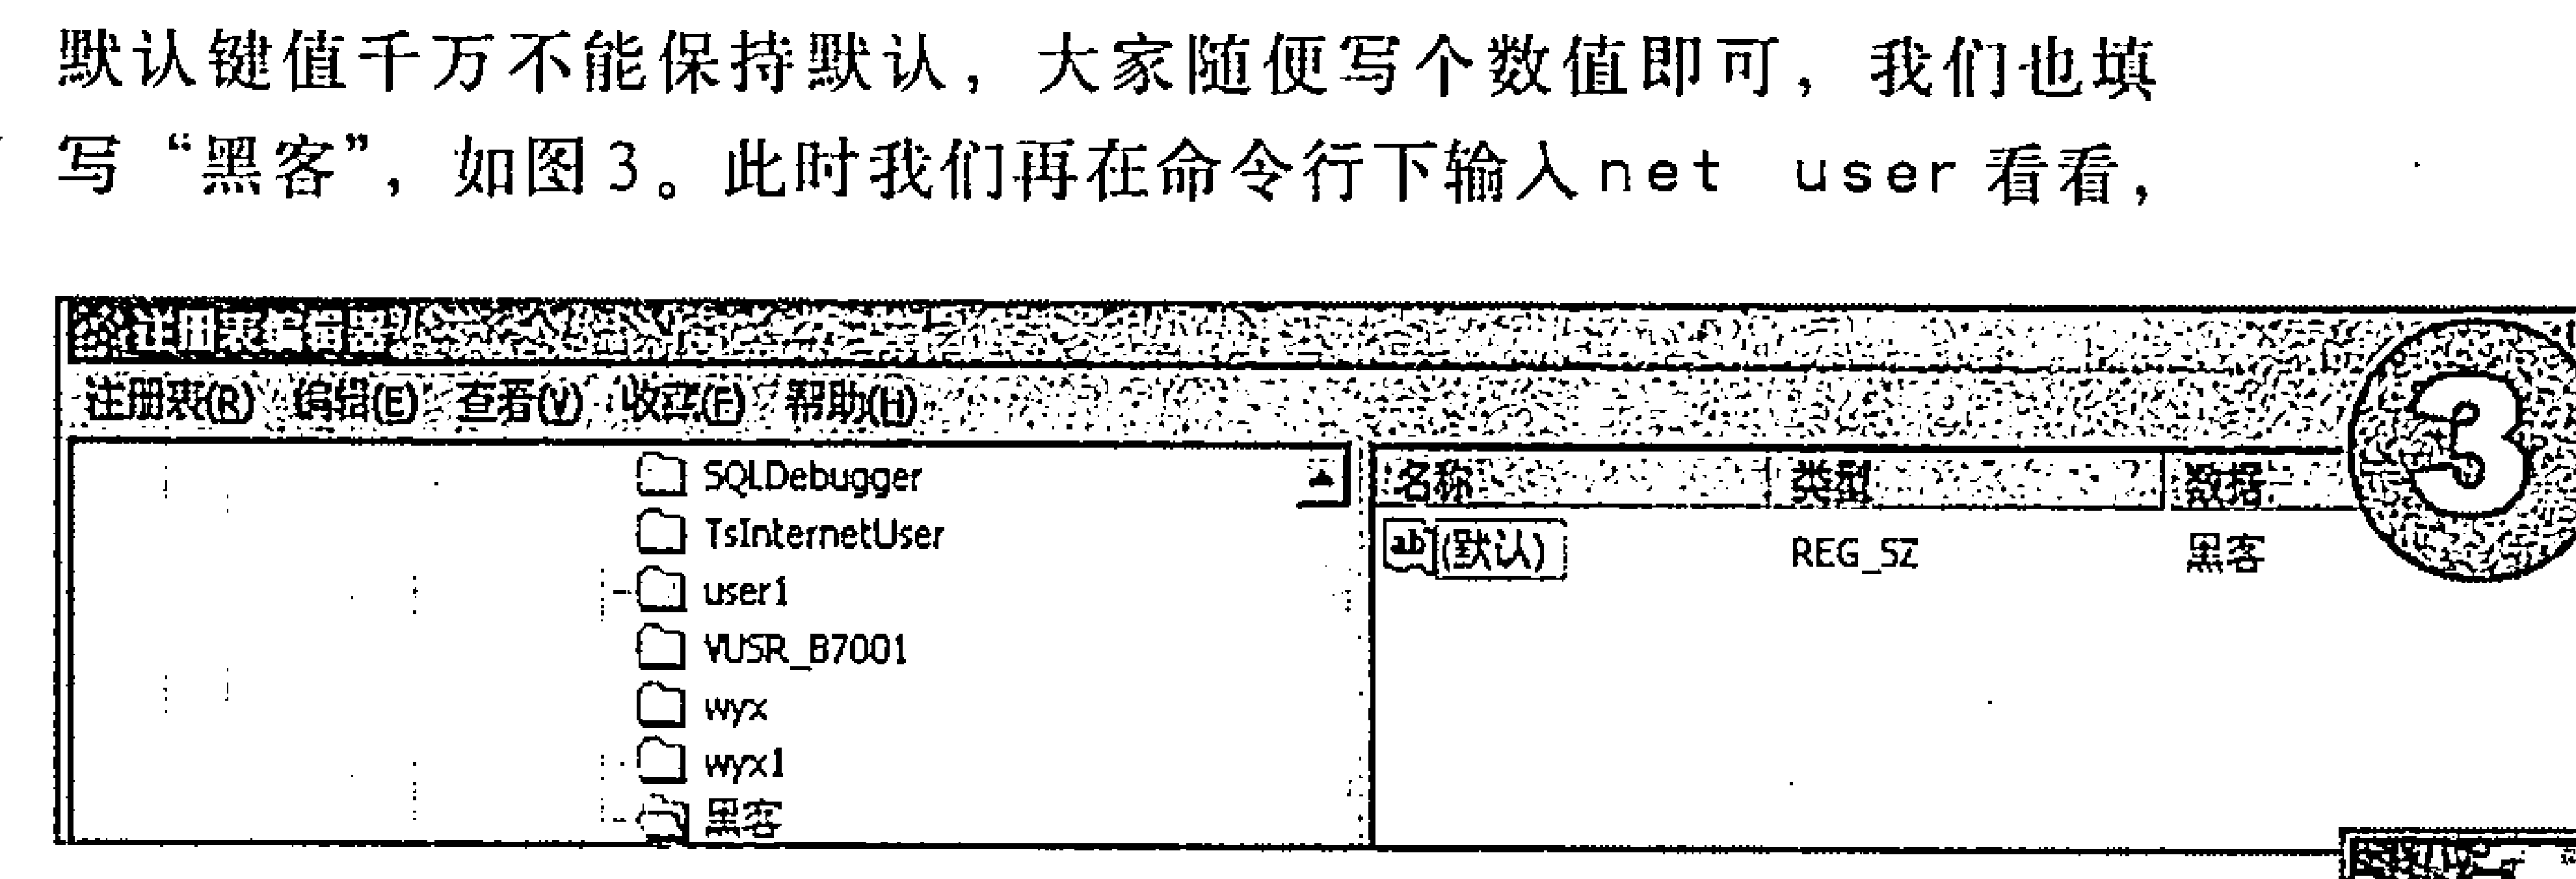 默认键值千万不能保持默认，大家随便写个数值即可，我们也填
写“黑客”，如图3。此时我们再在命令行下输入net user看看，
注册表编辑器
注册表(R) 编辑(E) 查看(V) 收藏(F) 帮助(H)
3
名称 类型 数据
(默认) REG_SZ 黑客
SQLDebugger
TsInternetUser
user1
VUSR_B7001
wyx
wyx1
黑客